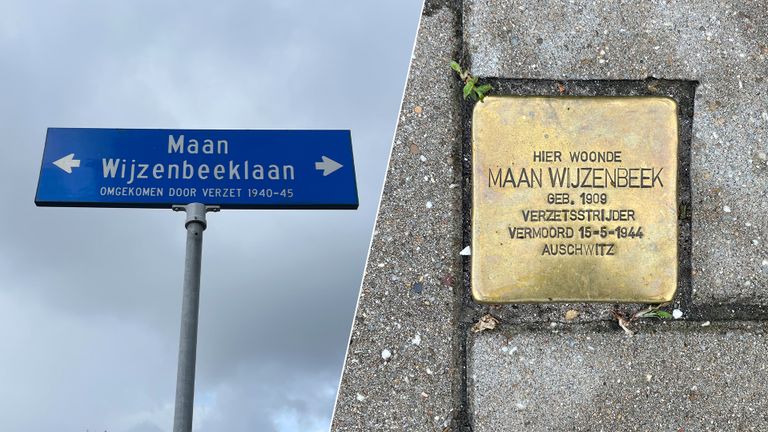 Maan
Wijzenbeeklaan
OMGEKOMEN DOOR VERZET 1940-45
HIER WOONDE
MAAN WIJZENBEEK
GEB. 1909
VERZETSSTRIJDER
VERMOORD 15-5-1944
AUSCHWITZ